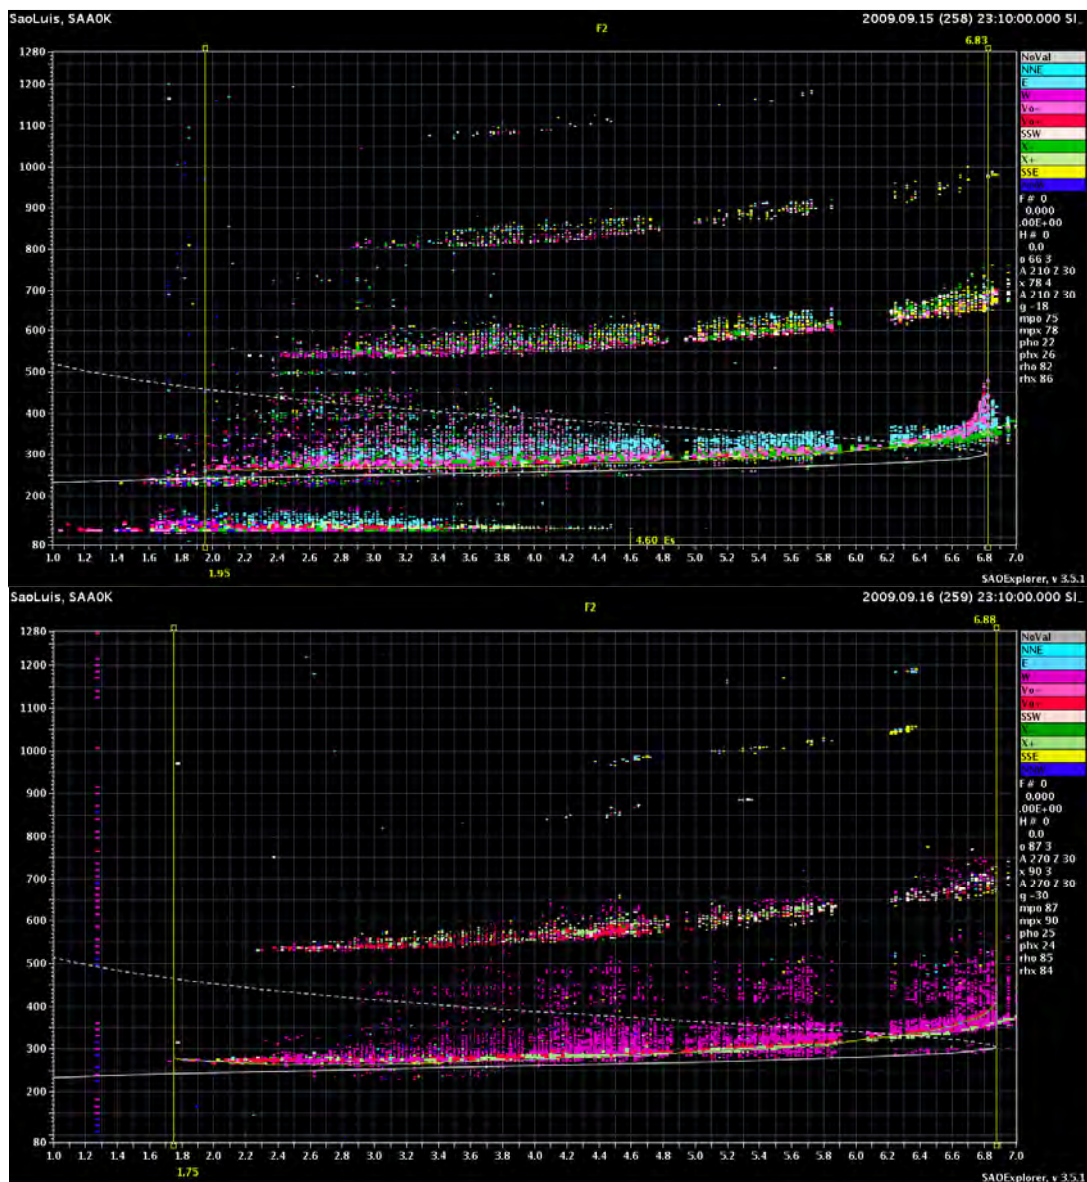 SaoLuis, SAA0K 2009.09.15 (258) 23:10:00.000 SI_
F2
6.83
1280
1200
1100
1000
900
800
700
600
500
400
300
200
80
NoVal
NNE
E
W
Vo-
Vo+
SSW
X-
X+
SSE
NNW
F # 0
0.000
.00E+00
H # 0
0.0
o 66 3
A 210 Z 30
x 78 4
A 210 Z 30
g -18
mpo 75
mpx 78
pho 22
phx 26
rho 82
rhx 86
4.60 Es
1.0 1.2 1.4 1.6 1.8 2.0 2.2 2.4 2.6 2.8 3.0 3.2 3.4 3.6 3.8 4.0 4.2 4.4 4.6 4.8 5.0 5.2 5.4 5.6 5.8 6.0 6.2 6.4 6.6 6.8 7.0
1.95
SAOExplorer, v 3.5.1
SaoLuis, SAA0K 2009.09.16 (259) 23:10:00.000 SI_
F2
6.88
1280
1200
1100
1000
900
800
700
600
500
400
300
200
80
NoVal
NNE
E
W
Vo-
Vo+
SSW
X-
X+
SSE
NNW
F # 0
0.000
.00E+00
H # 0
0.0
o 87 3
A 270 Z 30
x 90 3
A 270 Z 30
g -30
mpo 87
mpx 90
pho 25
phx 24
rho 85
rhx 84
1.0 1.2 1.4 1.6 1.8 2.0 2.2 2.4 2.6 2.8 3.0 3.2 3.4 3.6 3.8 4.0 4.2 4.4 4.6 4.8 5.0 5.2 5.4 5.6 5.8 6.0 6.2 6.4 6.6 6.8 7.0
1.75
SAOExplorer, v 3.5.1